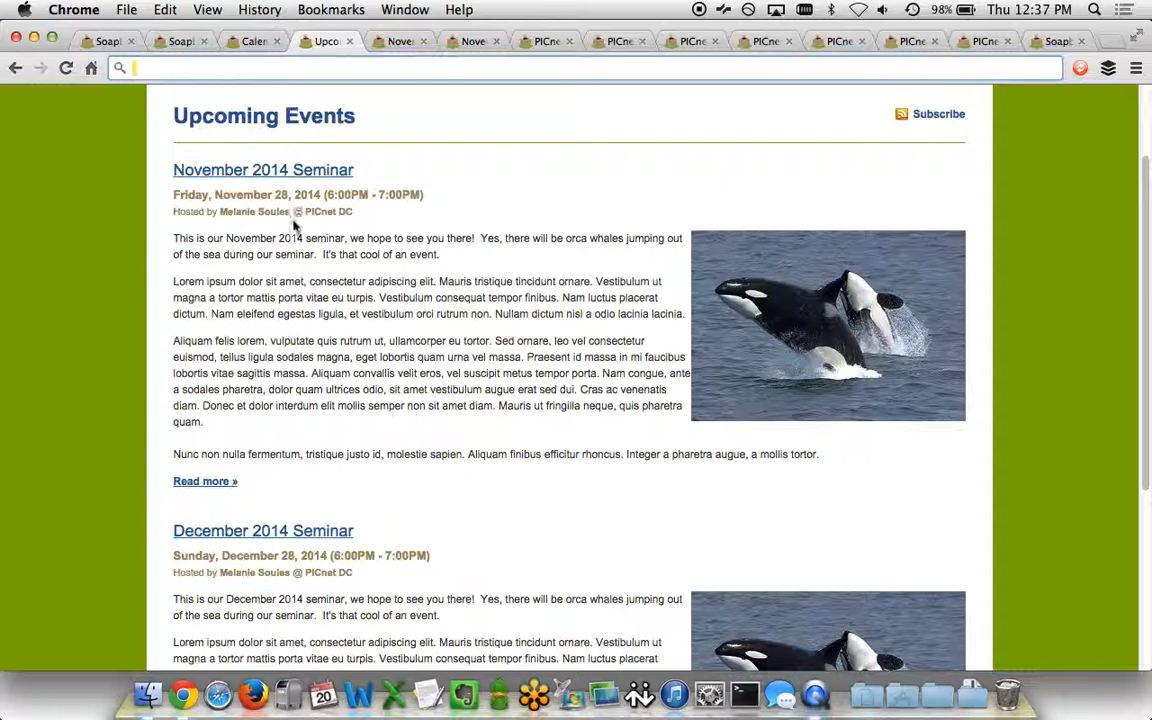 Chrome File Edit View History Bookmarks Window Help 98% Thu 12:37 PM
Soapl Soapl Calen Upco Nove Nove PICne PICne PICne PICne PICne PICne PICne Soapl
Upcoming Events
Subscribe
November 2014 Seminar
Friday, November 28, 2014 (6:00PM - 7:00PM)
Hosted by Melanie Soules @ PICnet DC
This is our November 2014 seminar, we hope to see you there! Yes, there will be orca whales jumping out
of the sea during our seminar. It's that cool of an event.
Lorem ipsum dolor sit amet, consectetur adipiscing elit. Mauris tristique tincidunt ornare. Vestibulum ut
magna a tortor mattis porta vitae eu turpis. Vestibulum consequat tempor finibus. Nam luctus placerat
dictum. Nam eleifend egestas ligula, et vestibulum orci rutrum non. Nullam dictum nisl a odio lacinia lacinia.
Aliquam felis lorem, vulputate quis rutrum ut, ullamcorper eu tortor. Sed ornare, leo vel consectetur
euismod, tellus ligula sodales magna, eget lobortis quam urna vel massa. Praesent id massa in mi faucibus
lobortis vitae sagittis massa. Aliquam convallis velit eros, vel suscipit metus tempor porta. Nam congue, ante
a sodales pharetra, dolor quam ultrices odio, sit amet vestibulum augue erat sed dui. Cras ac venenatis
diam. Donec et dolor interdum elit mollis semper non sit amet diam. Mauris ut fringilla neque, quis pharetra
quam.
Nunc non nulla fermentum, tristique justo id, molestie sapien. Aliquam finibus efficitur rhoncus. Integer a pharetra augue, a mollis tortor.
Read more »
December 2014 Seminar
Sunday, December 28, 2014 (6:00PM - 7:00PM)
Hosted by Melanie Soules @ PICnet DC
This is our December 2014 seminar, we hope to see you there! Yes, there will be orca whales jumping out
of the sea during our seminar. It's that cool of an event.
Lorem ipsum dolor sit amet, consectetur adipiscing elit. Mauris tristique tincidunt ornare. Vestibulum ut
magna a tortor mattis porta vitae eu turpis. Vestibulum consequat tempor finibus. Nam luctus placerat
20